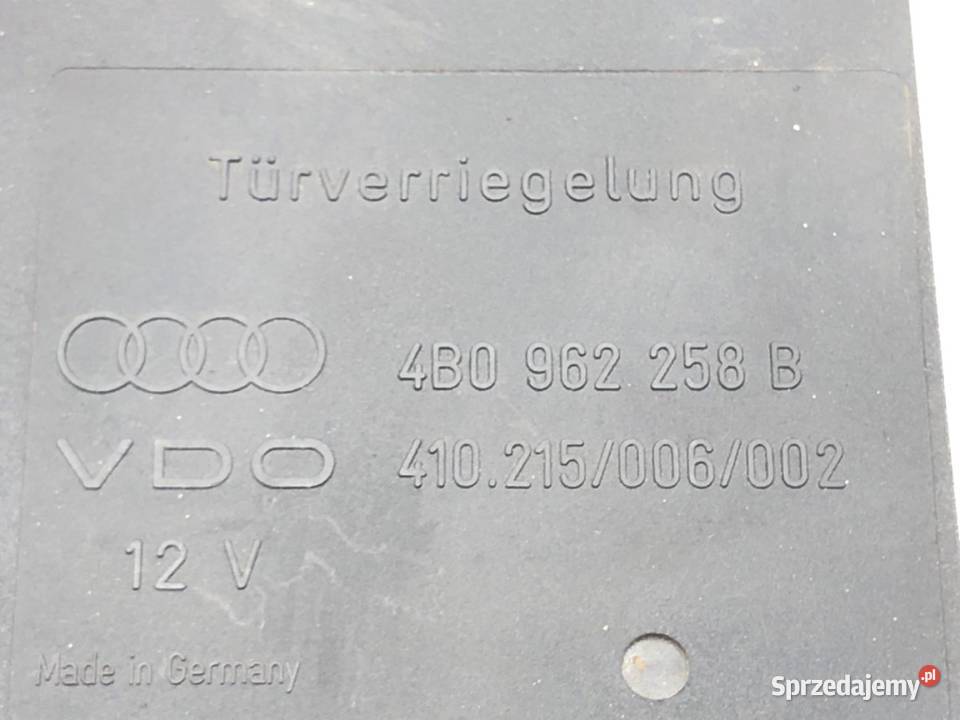 Türverriegelung
4B0 962 258 B
VDO 410.215/006/002
12 V
Made in Germany
Sprzedajemy.pl